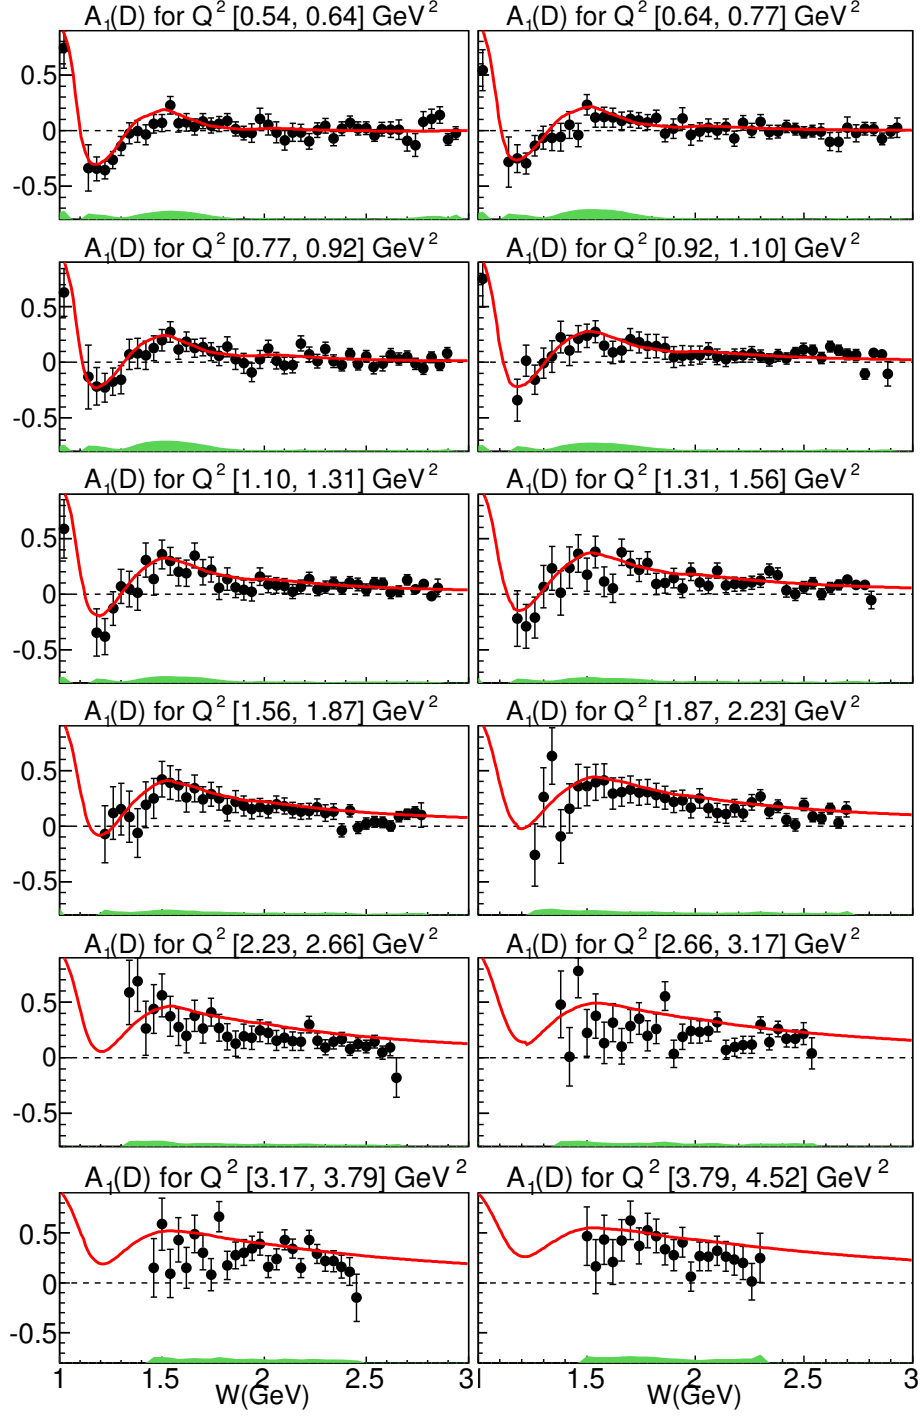 A₁(D) for Q² [0.54, 0.64] GeV² A₁(D) for Q² [0.64, 0.77] GeV²
0.5
0
-0.5
A₁(D) for Q² [0.77, 0.92] GeV² A₁(D) for Q² [0.92, 1.10] GeV²
0.5
0
-0.5
A₁(D) for Q² [1.10, 1.31] GeV² A₁(D) for Q² [1.31, 1.56] GeV²
0.5
0
-0.5
A₁(D) for Q² [1.56, 1.87] GeV² A₁(D) for Q² [1.87, 2.23] GeV²
0.5
0
-0.5
A₁(D) for Q² [2.23, 2.66] GeV² A₁(D) for Q² [2.66, 3.17] GeV²
0.5
0
-0.5
A₁(D) for Q² [3.17, 3.79] GeV² A₁(D) for Q² [3.79, 4.52] GeV²
0.5
0
-0.5
1 1.5 2 2.5 3 1.5 2 2.5 3
W(GeV) W(GeV)